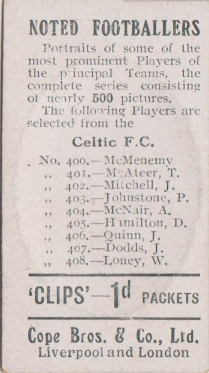 NOTED FOOTBALLERS
Portraits of some of the
most prominent Players of
the principal Teams, the
complete series consisting
of nearly 500 pictures.
The following Players are
selected from the
Celtic F.C.
No. 400.—McMenemy
„ 401.—McAteer, T.
„ 402.—Mitchell, J.
„ 403.—Johnstone, P.
„ 404.—McNair, A.
„ 405.—Hamilton, D.
„ 406.—Quinn, J.
„ 407.—Dodds, J.
„ 408.—Loney, W.
'CLIPS'—1d PACKETS
Cope Bros. & Co., Ltd.
Liverpool and London